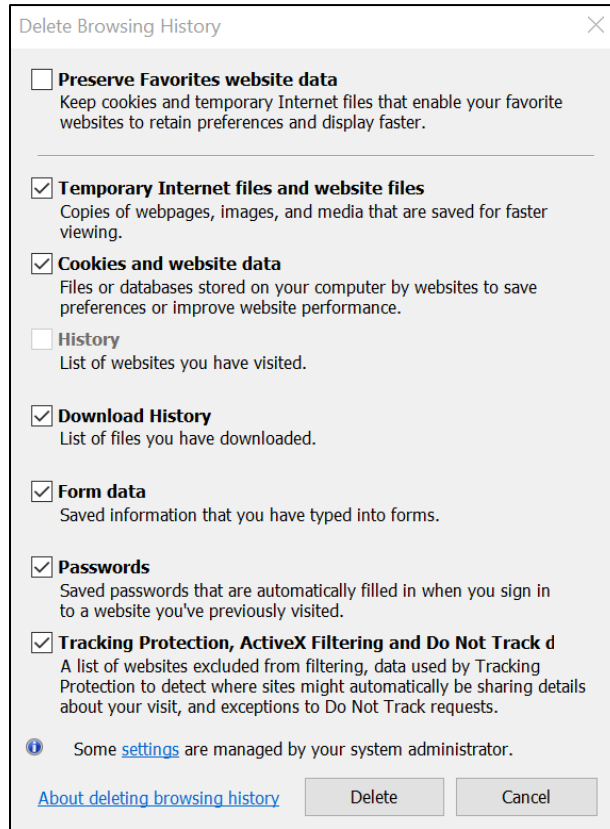 Delete Browsing History
Preserve Favorites website data
Keep cookies and temporary Internet files that enable your favorite
websites to retain preferences and display faster.
Temporary Internet files and website files
Copies of webpages, images, and media that are saved for faster
viewing.
Cookies and website data
Files or databases stored on your computer by websites to save
preferences or improve website performance.
History
List of websites you have visited.
Download History
List of files you have downloaded.
Form data
Saved information that you have typed into forms.
Passwords
Saved passwords that are automatically filled in when you sign in
to a website you've previously visited.
Tracking Protection, ActiveX Filtering and Do Not Track d
A list of websites excluded from filtering, data used by Tracking
Protection to detect where sites might automatically be sharing details
about your visit, and exceptions to Do Not Track requests.
Some settings are managed by your system administrator.
About deleting browsing history Delete Cancel